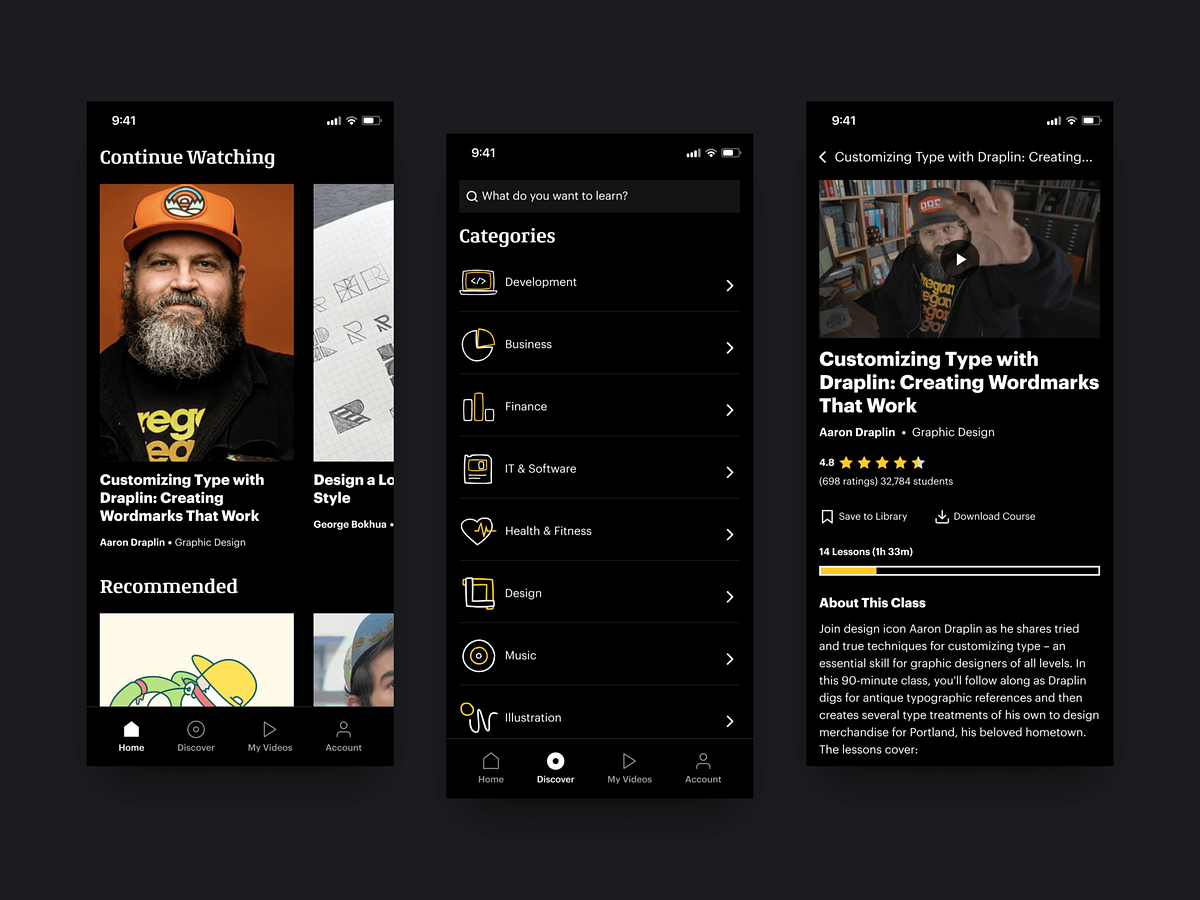 9:41
Continue Watching
Customizing Type with
Draplin: Creating
Wordmarks That Work
Aaron Draplin • Graphic Design
Design a Lo
Style
George Bokhua •
Recommended
Home
Discover
My Videos
Account
9:41
What do you want to learn?
Categories
</>
Development
Business
Finance
IT & Software
Health & Fitness
Design
Music
Illustration
Home
Discover
My Videos
Account
9:41
Customizing Type with Draplin: Creating...
Customizing Type with
Draplin: Creating Wordmarks
That Work
Aaron Draplin • Graphic Design
4.8
(698 ratings) 32,784 students
Save to Library
Download Course
14 Lessons (1h 33m)
About This Class
Join design icon Aaron Draplin as he shares tried
and true techniques for customizing type – an
essential skill for graphic designers of all levels. In
this 90-minute class, you'll follow along as Draplin
digs for antique typographic references and then
creates several type treatments of his own to design
merchandise for Portland, his beloved hometown.
The lessons cover: